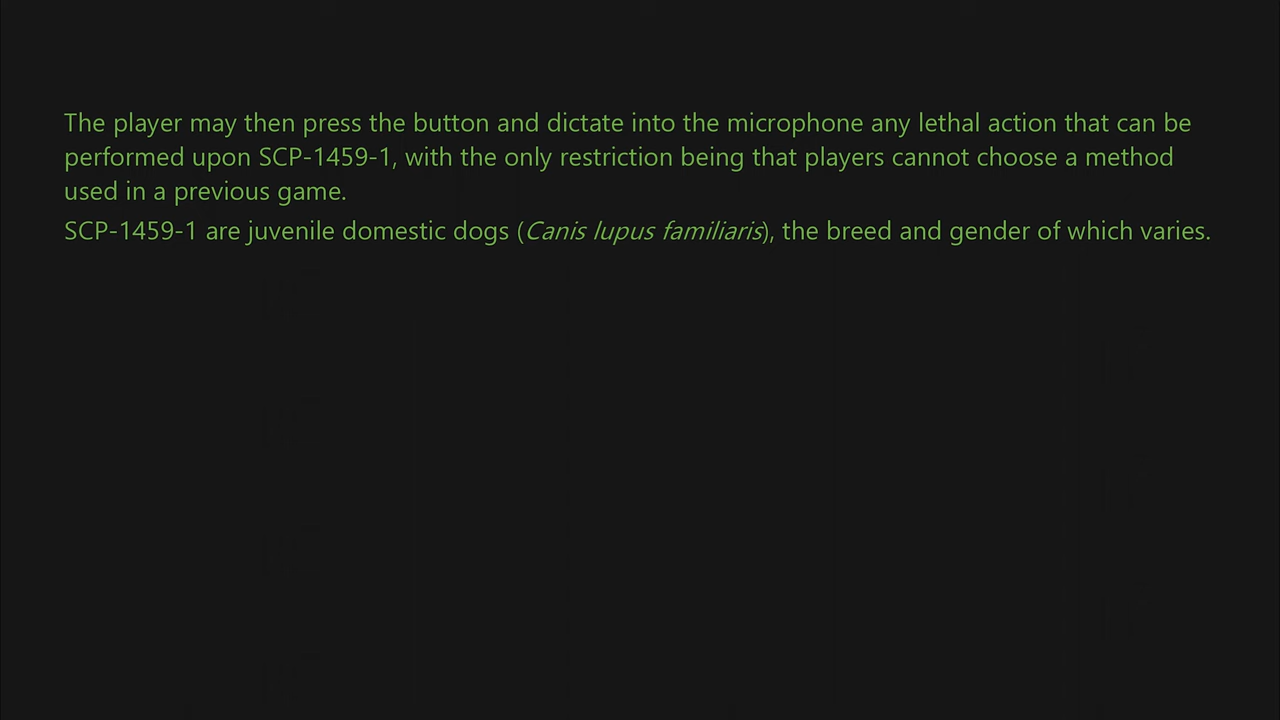 The player may then press the button and dictate into the microphone any lethal action that can be
performed upon SCP-1459-1, with the only restriction being that players cannot choose a method
used in a previous game.
SCP-1459-1 are juvenile domestic dogs (Canis lupus familiaris), the breed and gender of which varies.